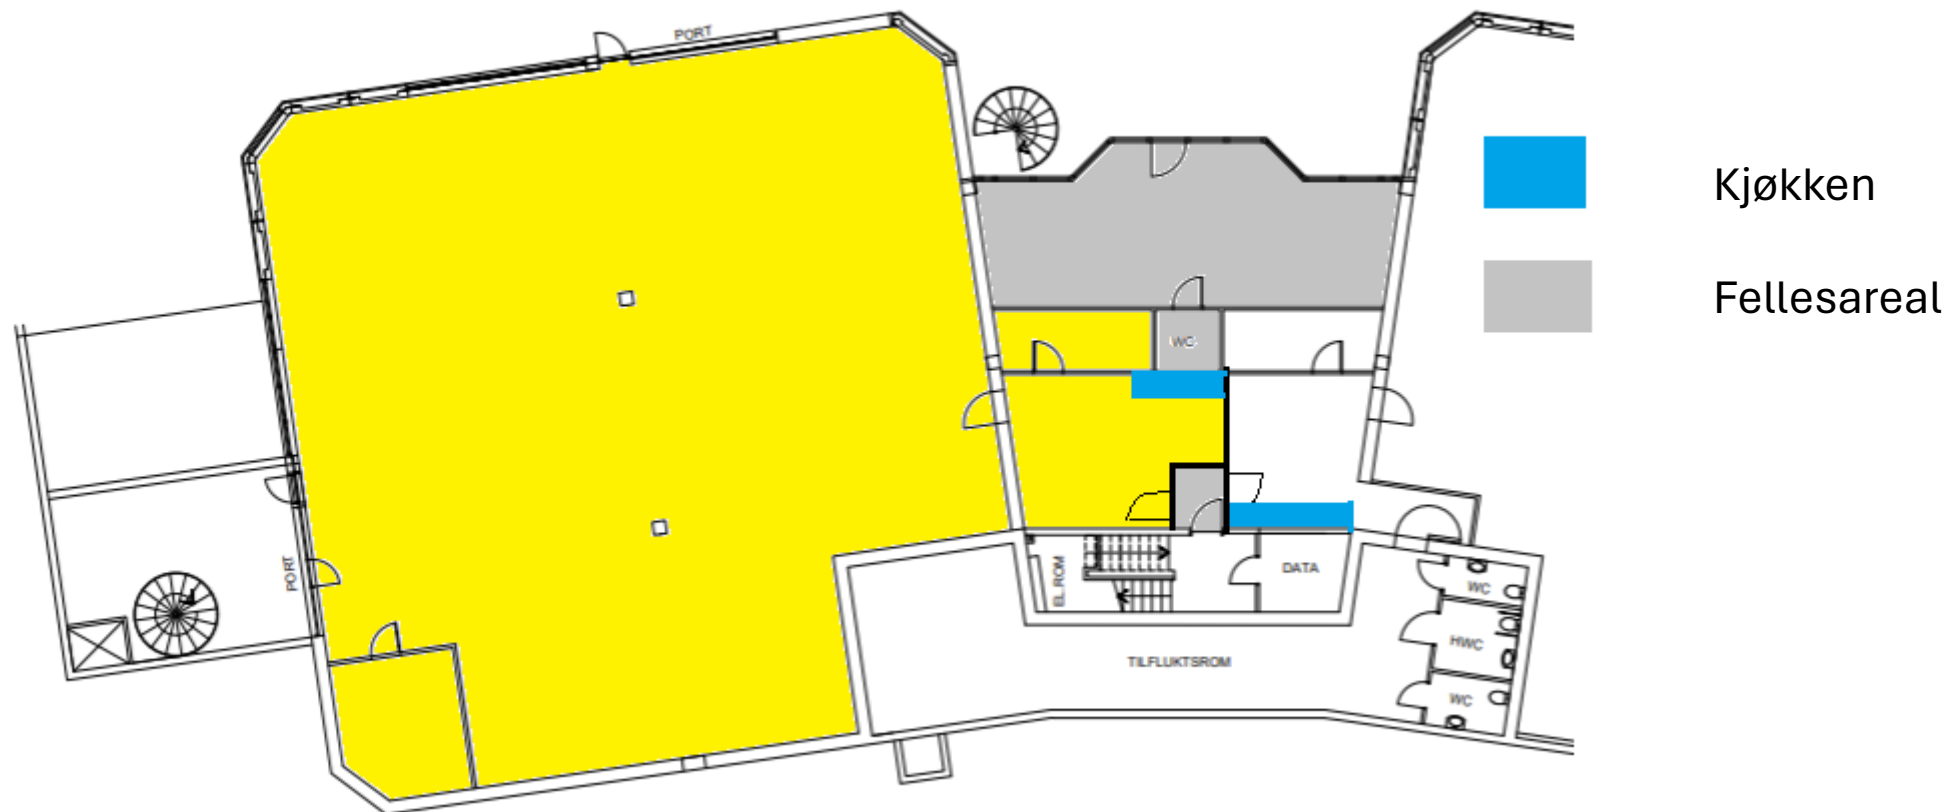 PORT
Kjøkken
Fellesareal
WC
PORT
EL.ROM
DATA
WC
HWC
TILFLUKTSROM
WC